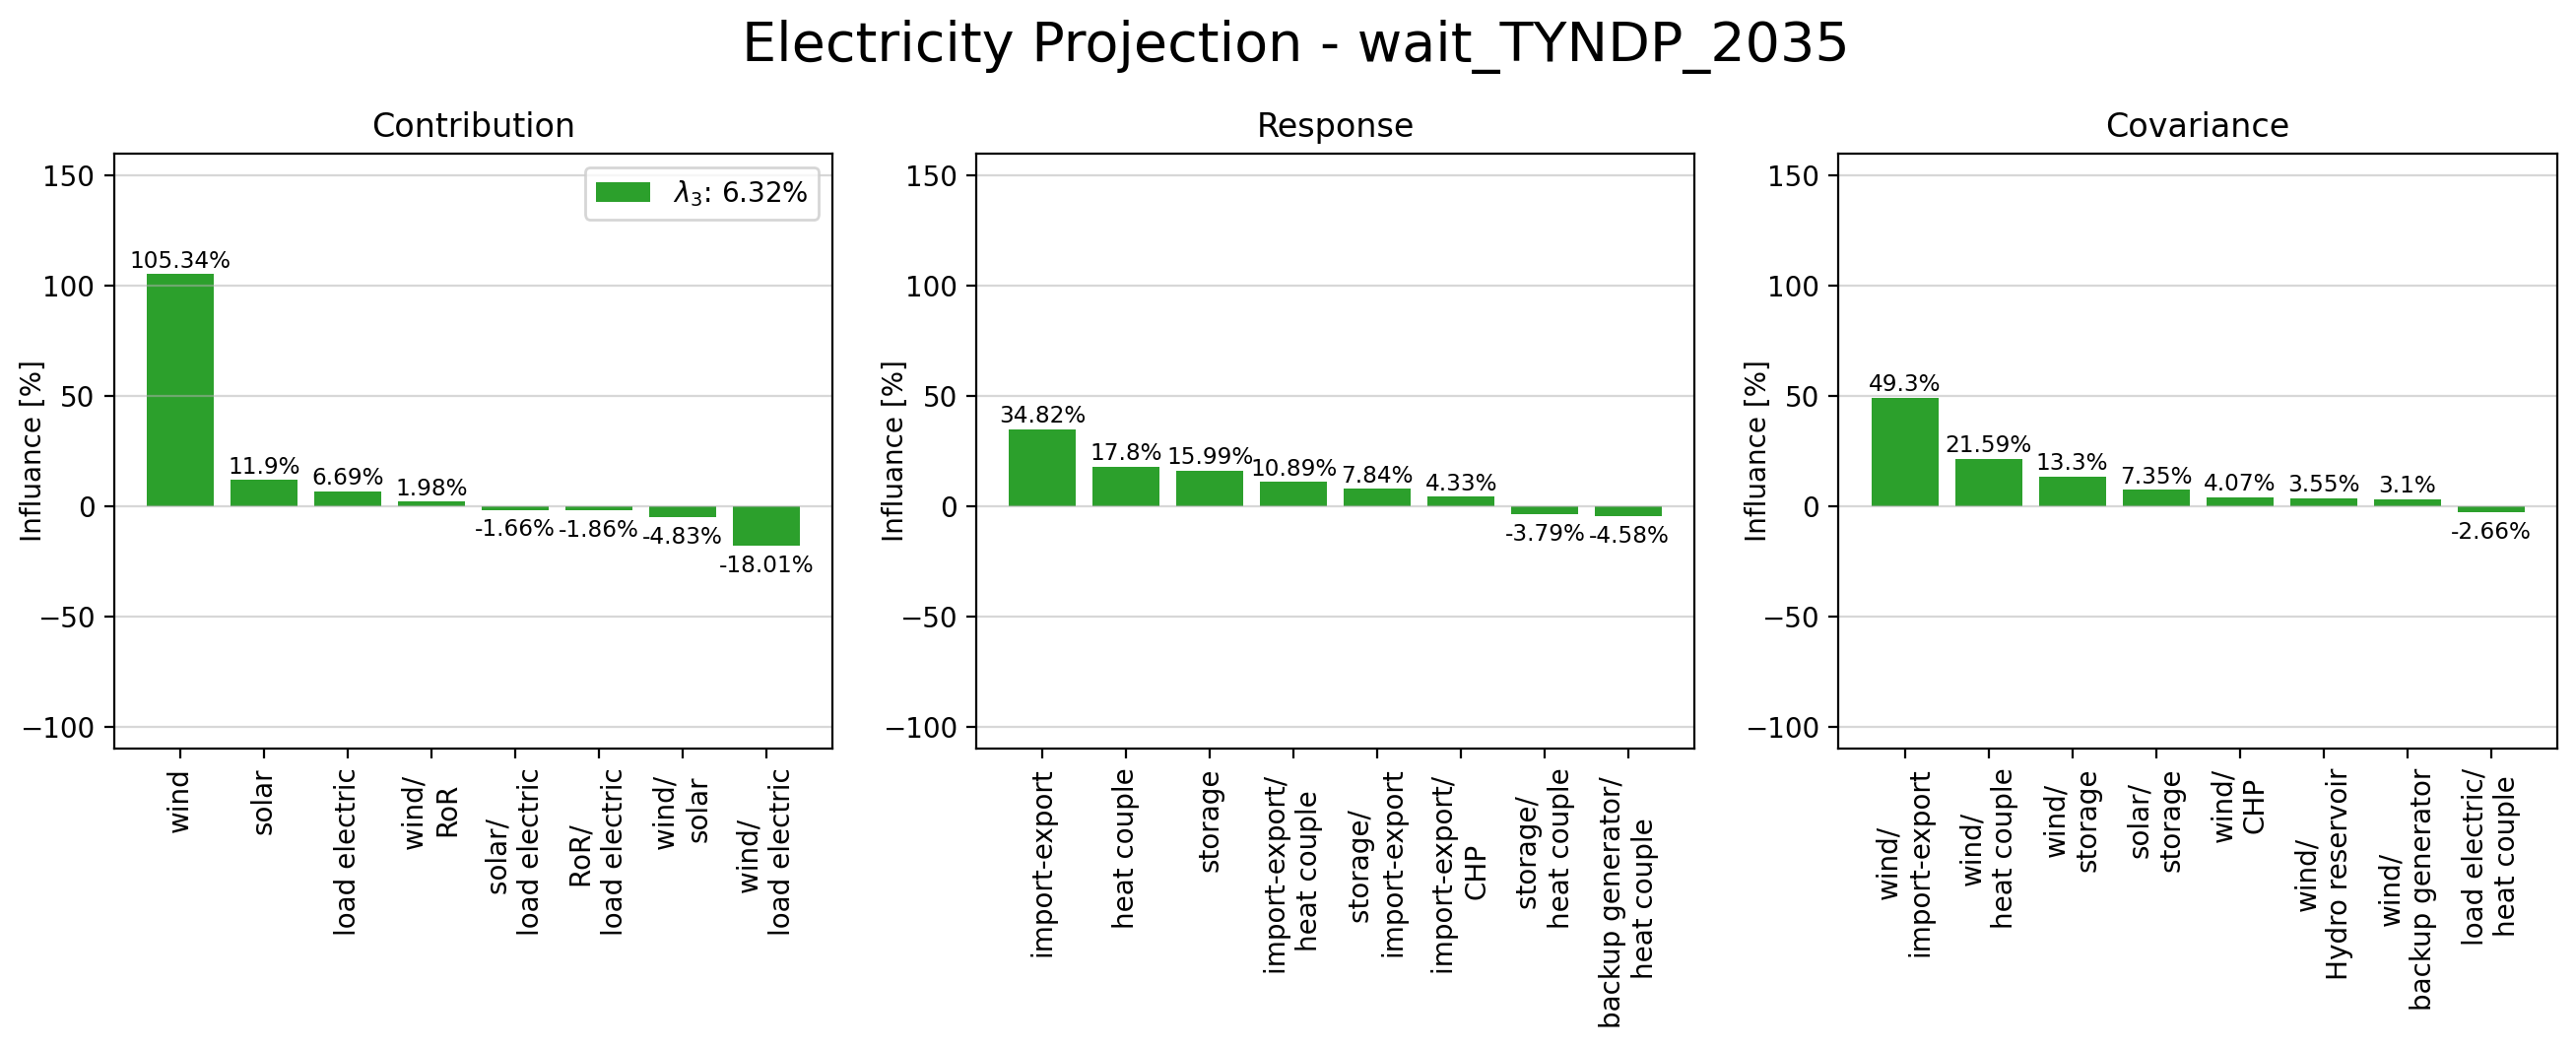 Electricity Projection - wait_TYNDP_2035
Contribution
Influance [%]
150
100
50
0
−50
−100
λ3: 6.32%
105.34%
11.9%
6.69%
1.98%
-1.66%
-1.86%
-4.83%
-18.01%
wind
solar
load electric
wind/
RoR
solar/
load electric
RoR/
load electric
wind/
solar
wind/
load electric
Response
Influance [%]
150
100
50
0
−50
−100
34.82%
17.8%
15.99%
10.89%
7.84%
4.33%
-3.79%
-4.58%
import-export
heat couple
storage
import-export/
heat couple
storage/
import-export
import-export/
CHP
storage/
heat couple
backup generator/
heat couple
Covariance
Influance [%]
150
100
50
0
−50
−100
49.3%
21.59%
13.3%
7.35%
4.07%
3.55%
3.1%
-2.66%
wind/
import-export
wind/
heat couple
wind/
storage
solar/
storage
wind/
CHP
wind/
Hydro reservoir
wind/
backup generator
load electric/
heat couple